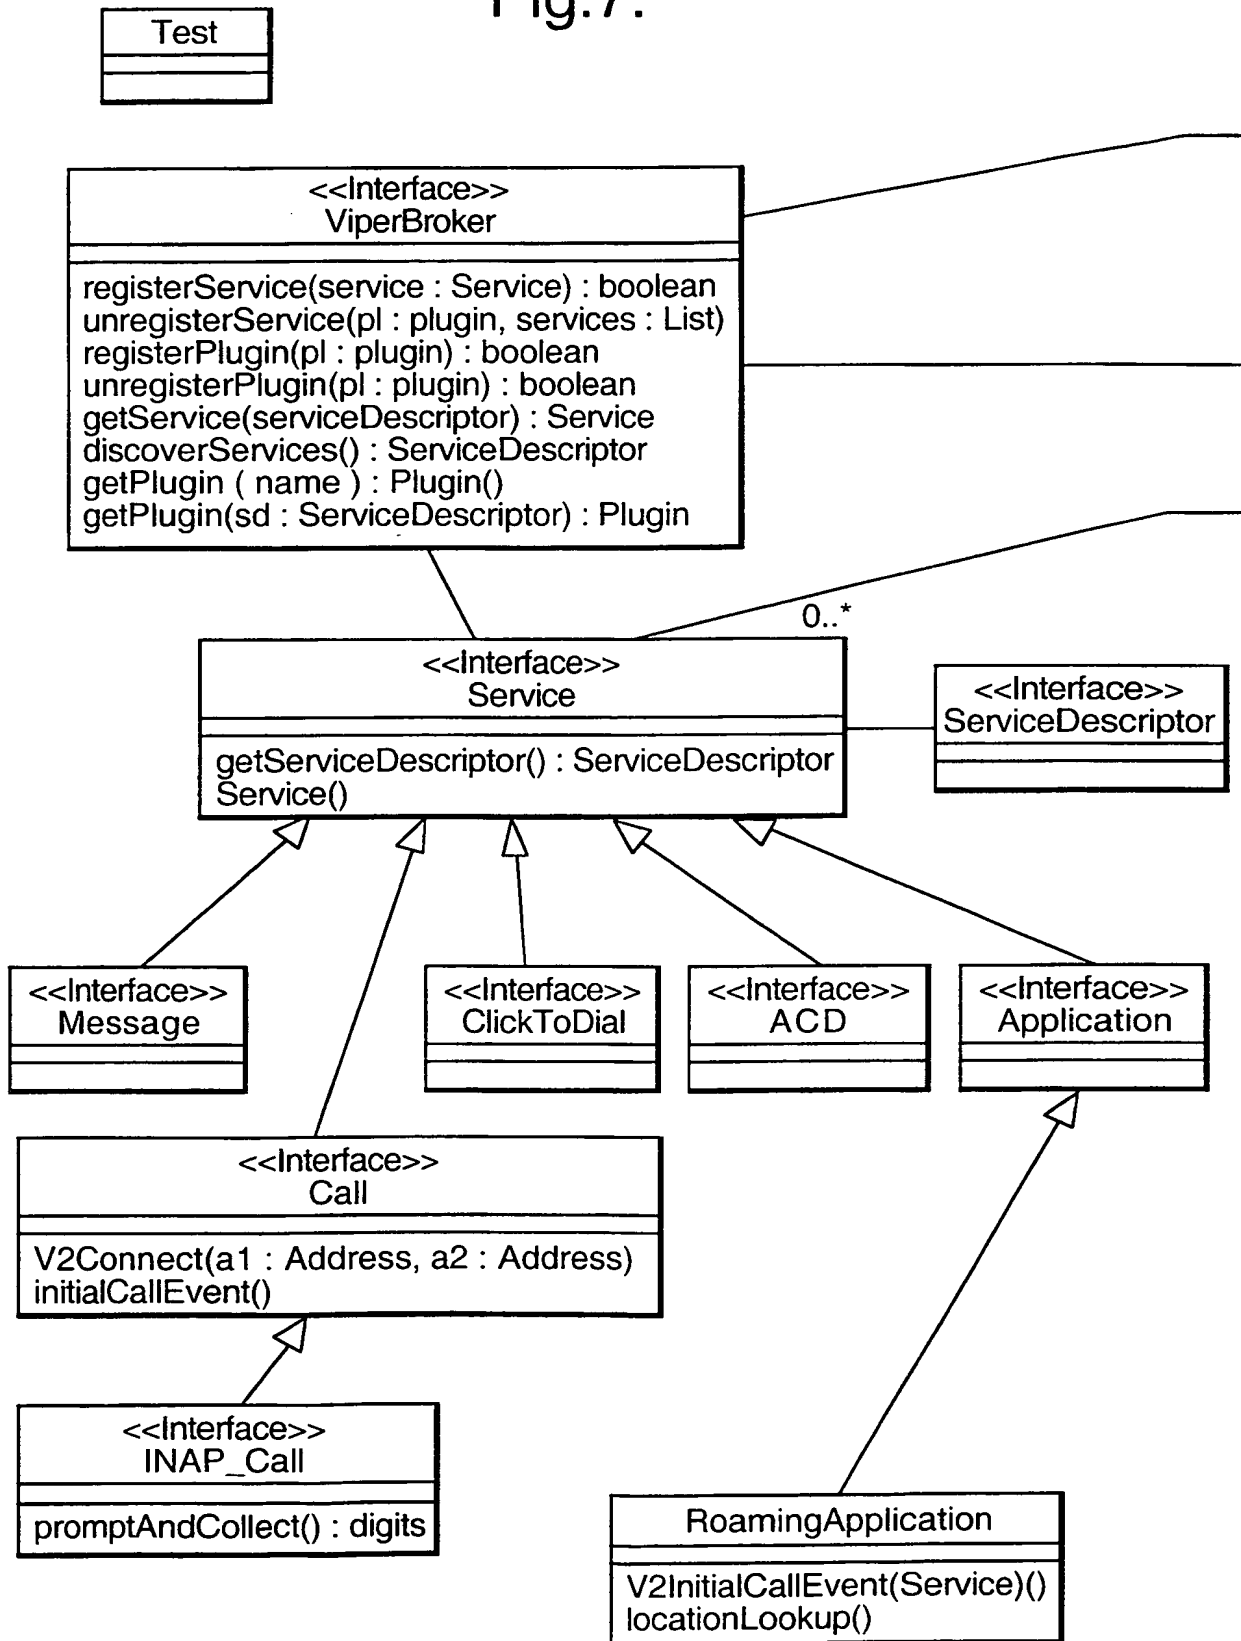 Fig.7.
Test
<<Interface>>
ViperBroker
registerService(service : Service) : boolean
unregisterService(pl : plugin, services : List)
registerPlugin(pl : plugin) : boolean
unregisterPlugin(pl : plugin) : boolean
getService(serviceDescriptor) : Service
discoverServices() : ServiceDescriptor
getPlugin ( name ) : Plugin()
getPlugin(sd : ServiceDescriptor) : Plugin
0..*
<<Interface>>
Service
getServiceDescriptor() : ServiceDescriptor
Service()
<<Interface>>
ServiceDescriptor
<<Interface>>
Message
<<Interface>>
ClickToDial
<<Interface>>
ACD
<<Interface>>
Application
<<Interface>>
Call
V2Connect(a1 : Address, a2 : Address)
initialCallEvent()
<<Interface>>
INAP_Call
promptAndCollect() : digits
RoamingApplication
V2InitialCallEvent(Service)()
locationLookup()